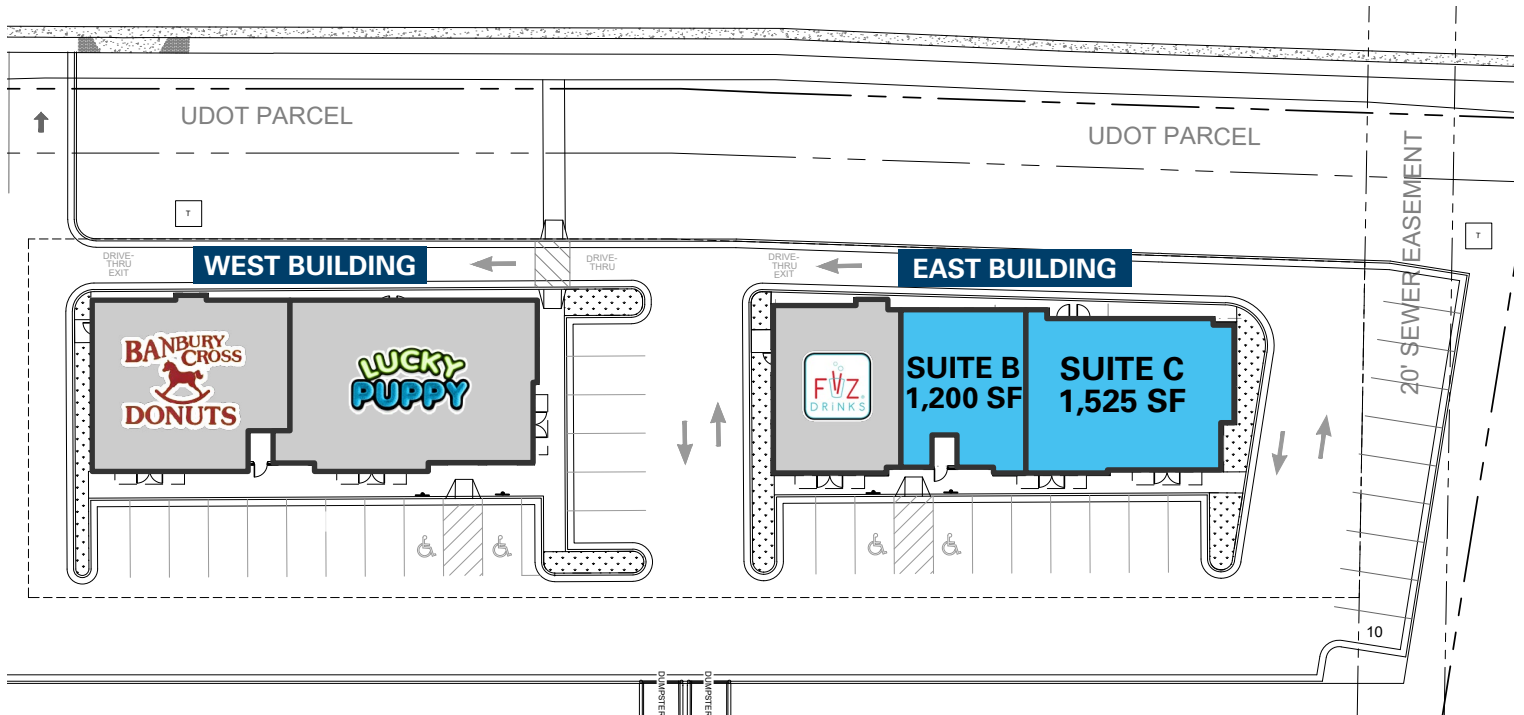 UDOT PARCEL
UDOT PARCEL
20' SEWER EASEMENT
T
T
DRIVE-
THRU
EXIT
WEST BUILDING
DRIVE-
THRU
DRIVE-
THRU
EXIT
EAST BUILDING
BANBURY
CROSS
DONUTS
LUCKY
PUPPY
FIIZ
DRINKS
SUITE B
1,200 SF
SUITE C
1,525 SF
10
DUMPSTER
DUMPSTER